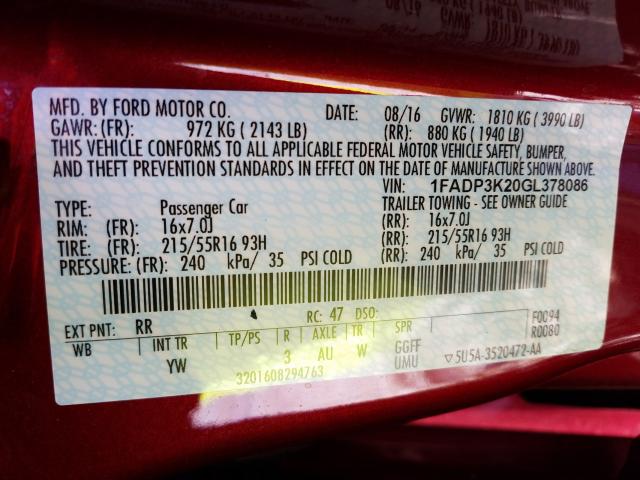 MFD. BY FORD MOTOR CO. DATE: 08/16 GVWR: 1810 KG ( 3990 LB)
GAWR: (FR): 972 KG ( 2143 LB) (RR): 880 KG ( 1940 LB)
THIS VEHICLE CONFORMS TO ALL APPLICABLE FEDERAL MOTOR VEHICLE SAFETY, BUMPER,
AND THEFT PREVENTION STANDARDS IN EFFECT ON THE DATE OF MANUFACTURE SHOWN ABOVE.
VIN: 1FADP3K20GL378086
TYPE: Passenger Car TRAILER TOWING - SEE OWNER GUIDE
RIM: (FR): 16x7.0J (RR): 16x7.0J
TIRE: (FR): 215/55R16 93H (RR): 215/55R16 93H
PRESSURE: (FR): 240 kPa/ 35 PSI COLD (RR): 240 kPa/ 35 PSI COLD
EXT PNT: RR RC: 47 DSO: F0094
R0080
WB INT TR TP/PS R AXLE TR SPR
YW 3 AU W GGFF
UMU ▽ 5U5A-3520472-AA
3201608294763